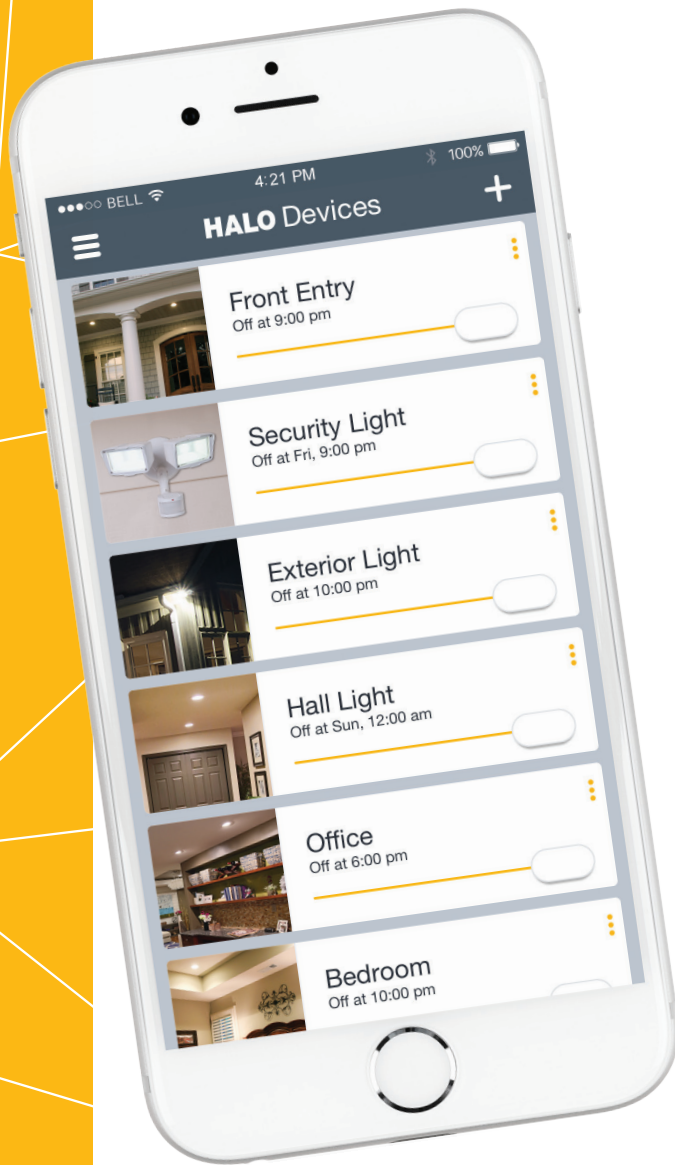 BELL 4:21 PM 100%
HALO Devices
Front Entry
Off at 9:00 pm
Security Light
Off at Fri, 9:00 pm
Exterior Light
Off at 10:00 pm
Hall Light
Off at Sun, 12:00 am
Office
Off at 6:00 pm
Bedroom
Off at 10:00 pm